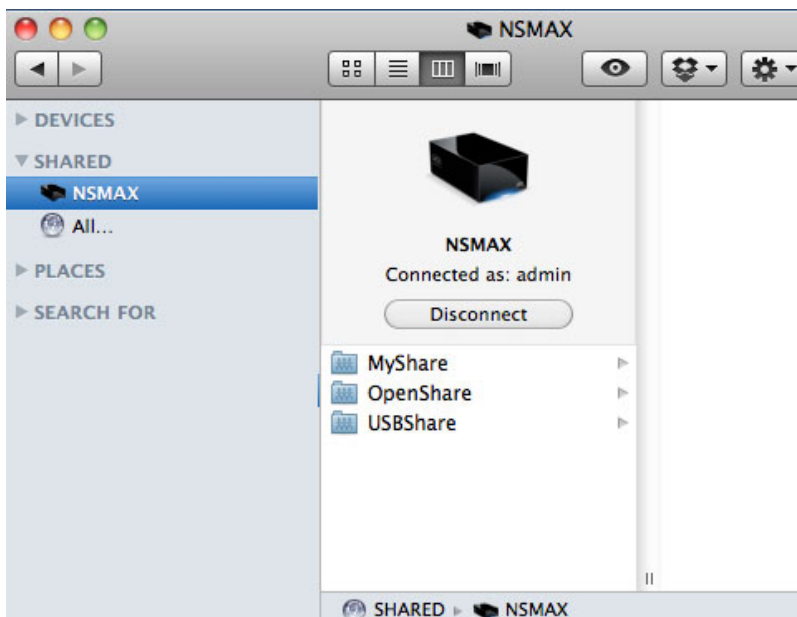 NSMAX
DEVICES
SHARED
NSMAX
All...
PLACES
SEARCH FOR
NSMAX
Connected as: admin
Disconnect
MyShare
OpenShare
USBShare
SHARED NSMAX